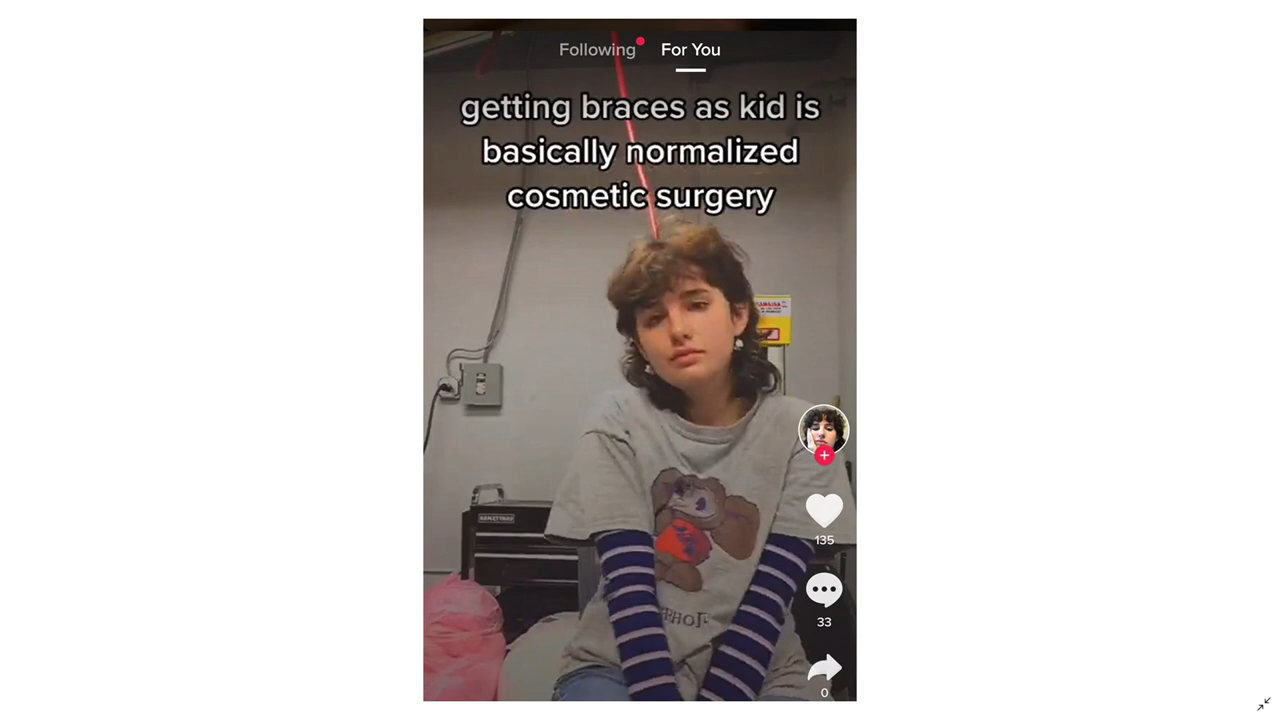 Following For You
getting braces as kid is
basically normalized
cosmetic surgery
135
33
0